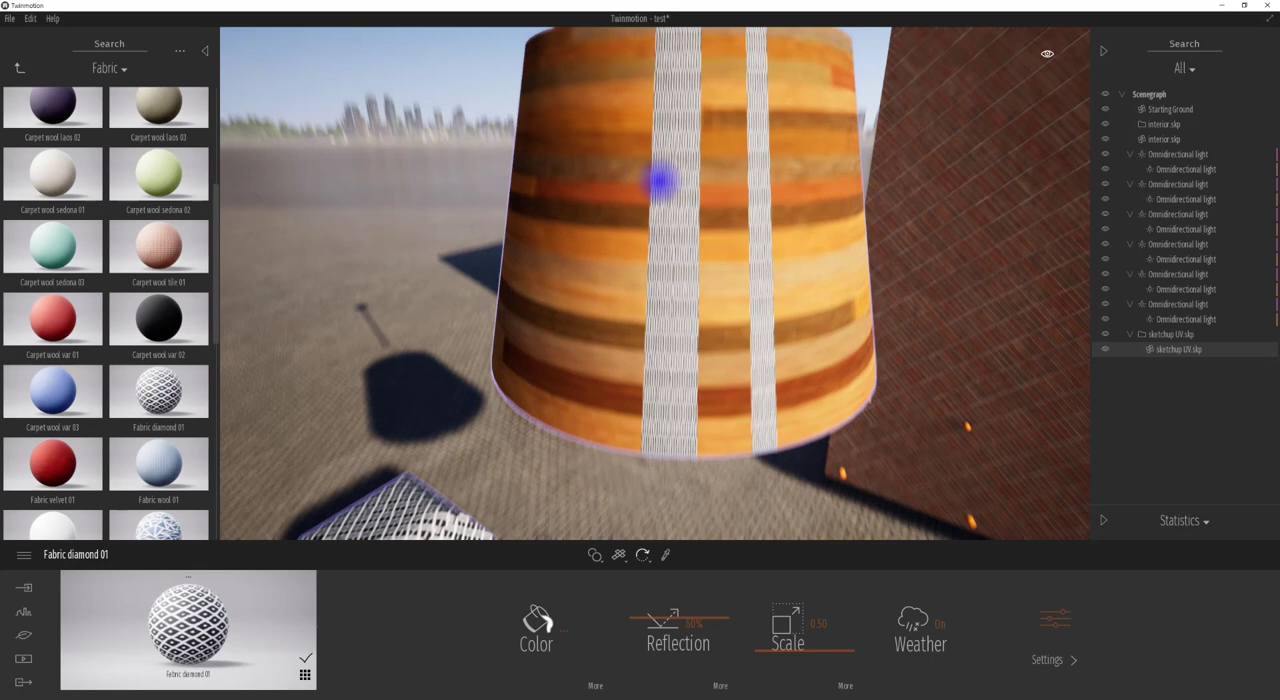 Twinmotion
File Edit Help
Twinmotion - test*
Search
...
Fabric
Carpet wool laos 02
Carpet wool laos 03
Carpet wool sedona 01
Carpet wool sedona 02
Carpet wool sedona 03
Carpet wool tile 01
Carpet wool var 01
Carpet wool var 02
Carpet wool var 03
Fabric diamond 01
Fabric velvet 01
Fabric wool 01
Search
All
Scenegraph
Starting Ground
interior.skp
interior.skp
Omnidirectional light
Omnidirectional light
Omnidirectional light
Omnidirectional light
Omnidirectional light
Omnidirectional light
Omnidirectional light
Omnidirectional light
Omnidirectional light
Omnidirectional light
Omnidirectional light
Omnidirectional light
sketchup UV.skp
sketchup UV.skp
Statistics
Fabric diamond 01
...
Fabric diamond 01
Color
...
Reflection
60%
More
Scale
0.50
More
Weather
On
More
Settings